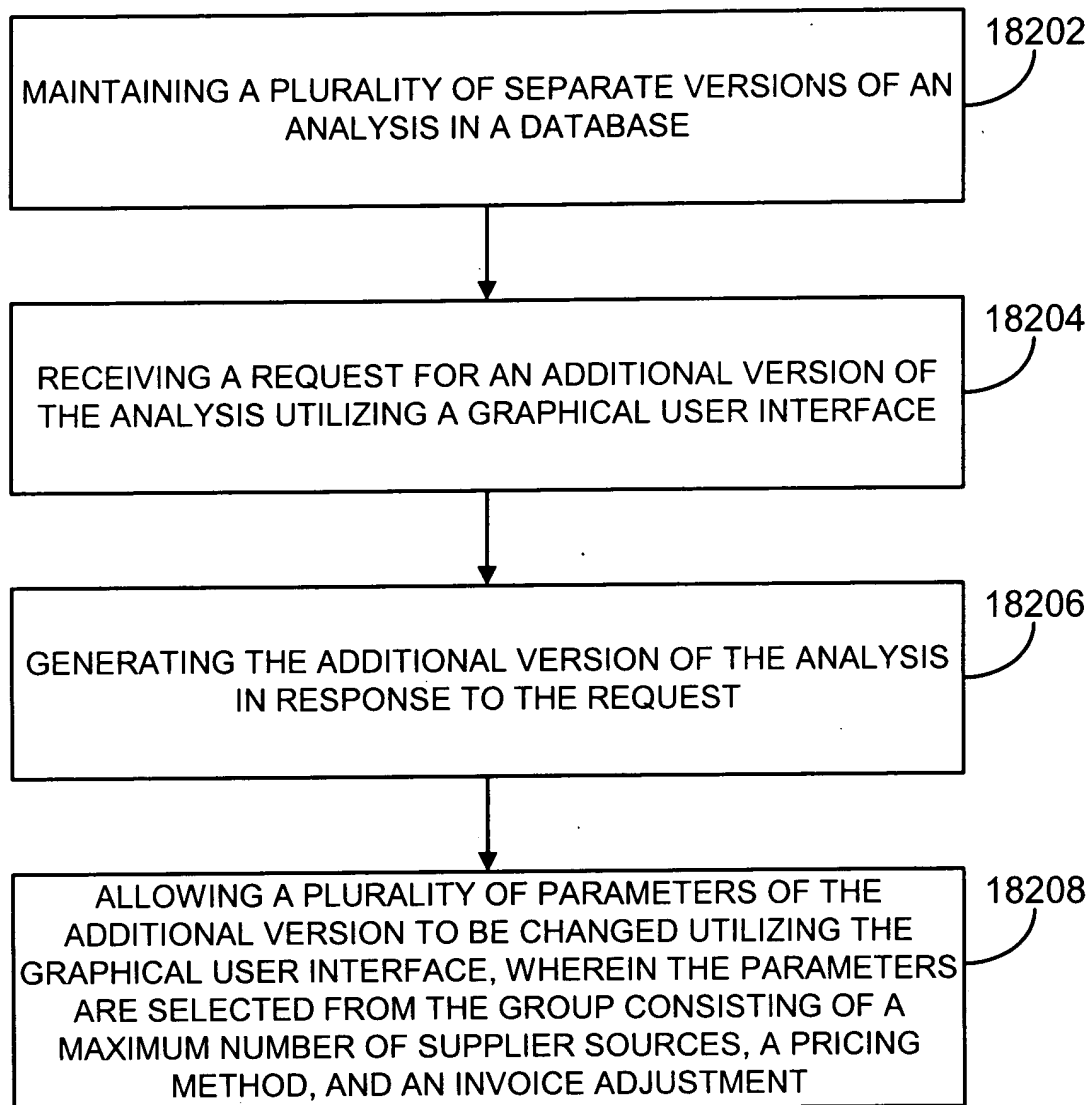 18202
MAINTAINING A PLURALITY OF SEPARATE VERSIONS OF AN
ANALYSIS IN A DATABASE
18204
RECEIVING A REQUEST FOR AN ADDITIONAL VERSION OF
THE ANALYSIS UTILIZING A GRAPHICAL USER INTERFACE
18206
GENERATING THE ADDITIONAL VERSION OF THE ANALYSIS
IN RESPONSE TO THE REQUEST
18208
ALLOWING A PLURALITY OF PARAMETERS OF THE
ADDITIONAL VERSION TO BE CHANGED UTILIZING THE
GRAPHICAL USER INTERFACE, WHEREIN THE PARAMETERS
ARE SELECTED FROM THE GROUP CONSISTING OF A
MAXIMUM NUMBER OF SUPPLIER SOURCES, A PRICING
METHOD, AND AN INVOICE ADJUSTMENT